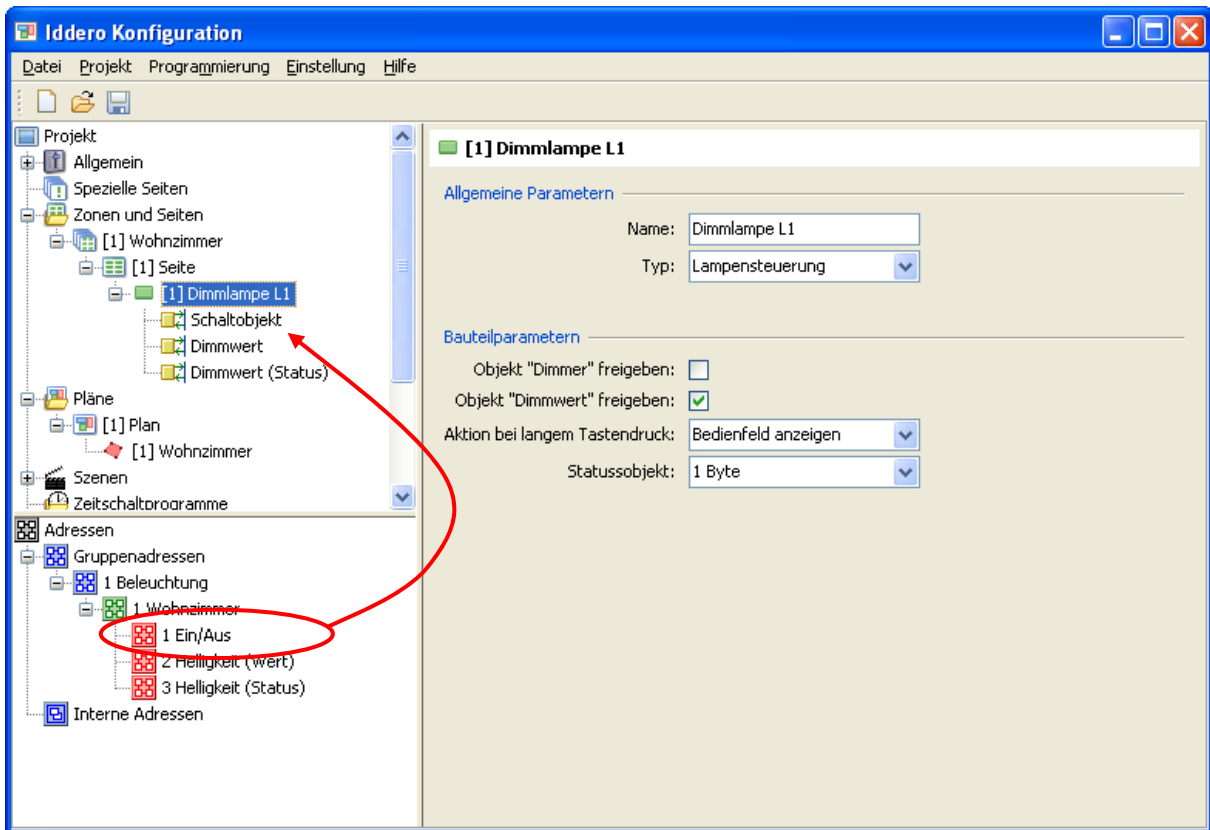 Iddero Konfiguration
Datei Projekt Programmierung Einstellung Hilfe
Projekt
Allgemein
Spezielle Seiten
Zonen und Seiten
[1] Wohnzimmer
[1] Seite
[1] Dimmlampe L1
Schaltobjekt
Dimmwert
Dimmwert (Status)
Pläne
[1] Plan
[1] Wohnzimmer
Szenen
Zeitschaltprogramme
Adressen
Gruppenadressen
1 Beleuchtung
1 Wohnzimmer
1 Ein/Aus
2 Helligkeit (Wert)
3 Helligkeit (Status)
Interne Adressen
[1] Dimmlampe L1
Allgemeine Parametern
Name: Dimmlampe L1
Typ: Lampensteuerung
Bauteilparametern
Objekt "Dimmer" freigeben:
Objekt "Dimmwert" freigeben:
Aktion bei langem Tastendruck: Bedienfeld anzeigen
Statussobjekt: 1 Byte